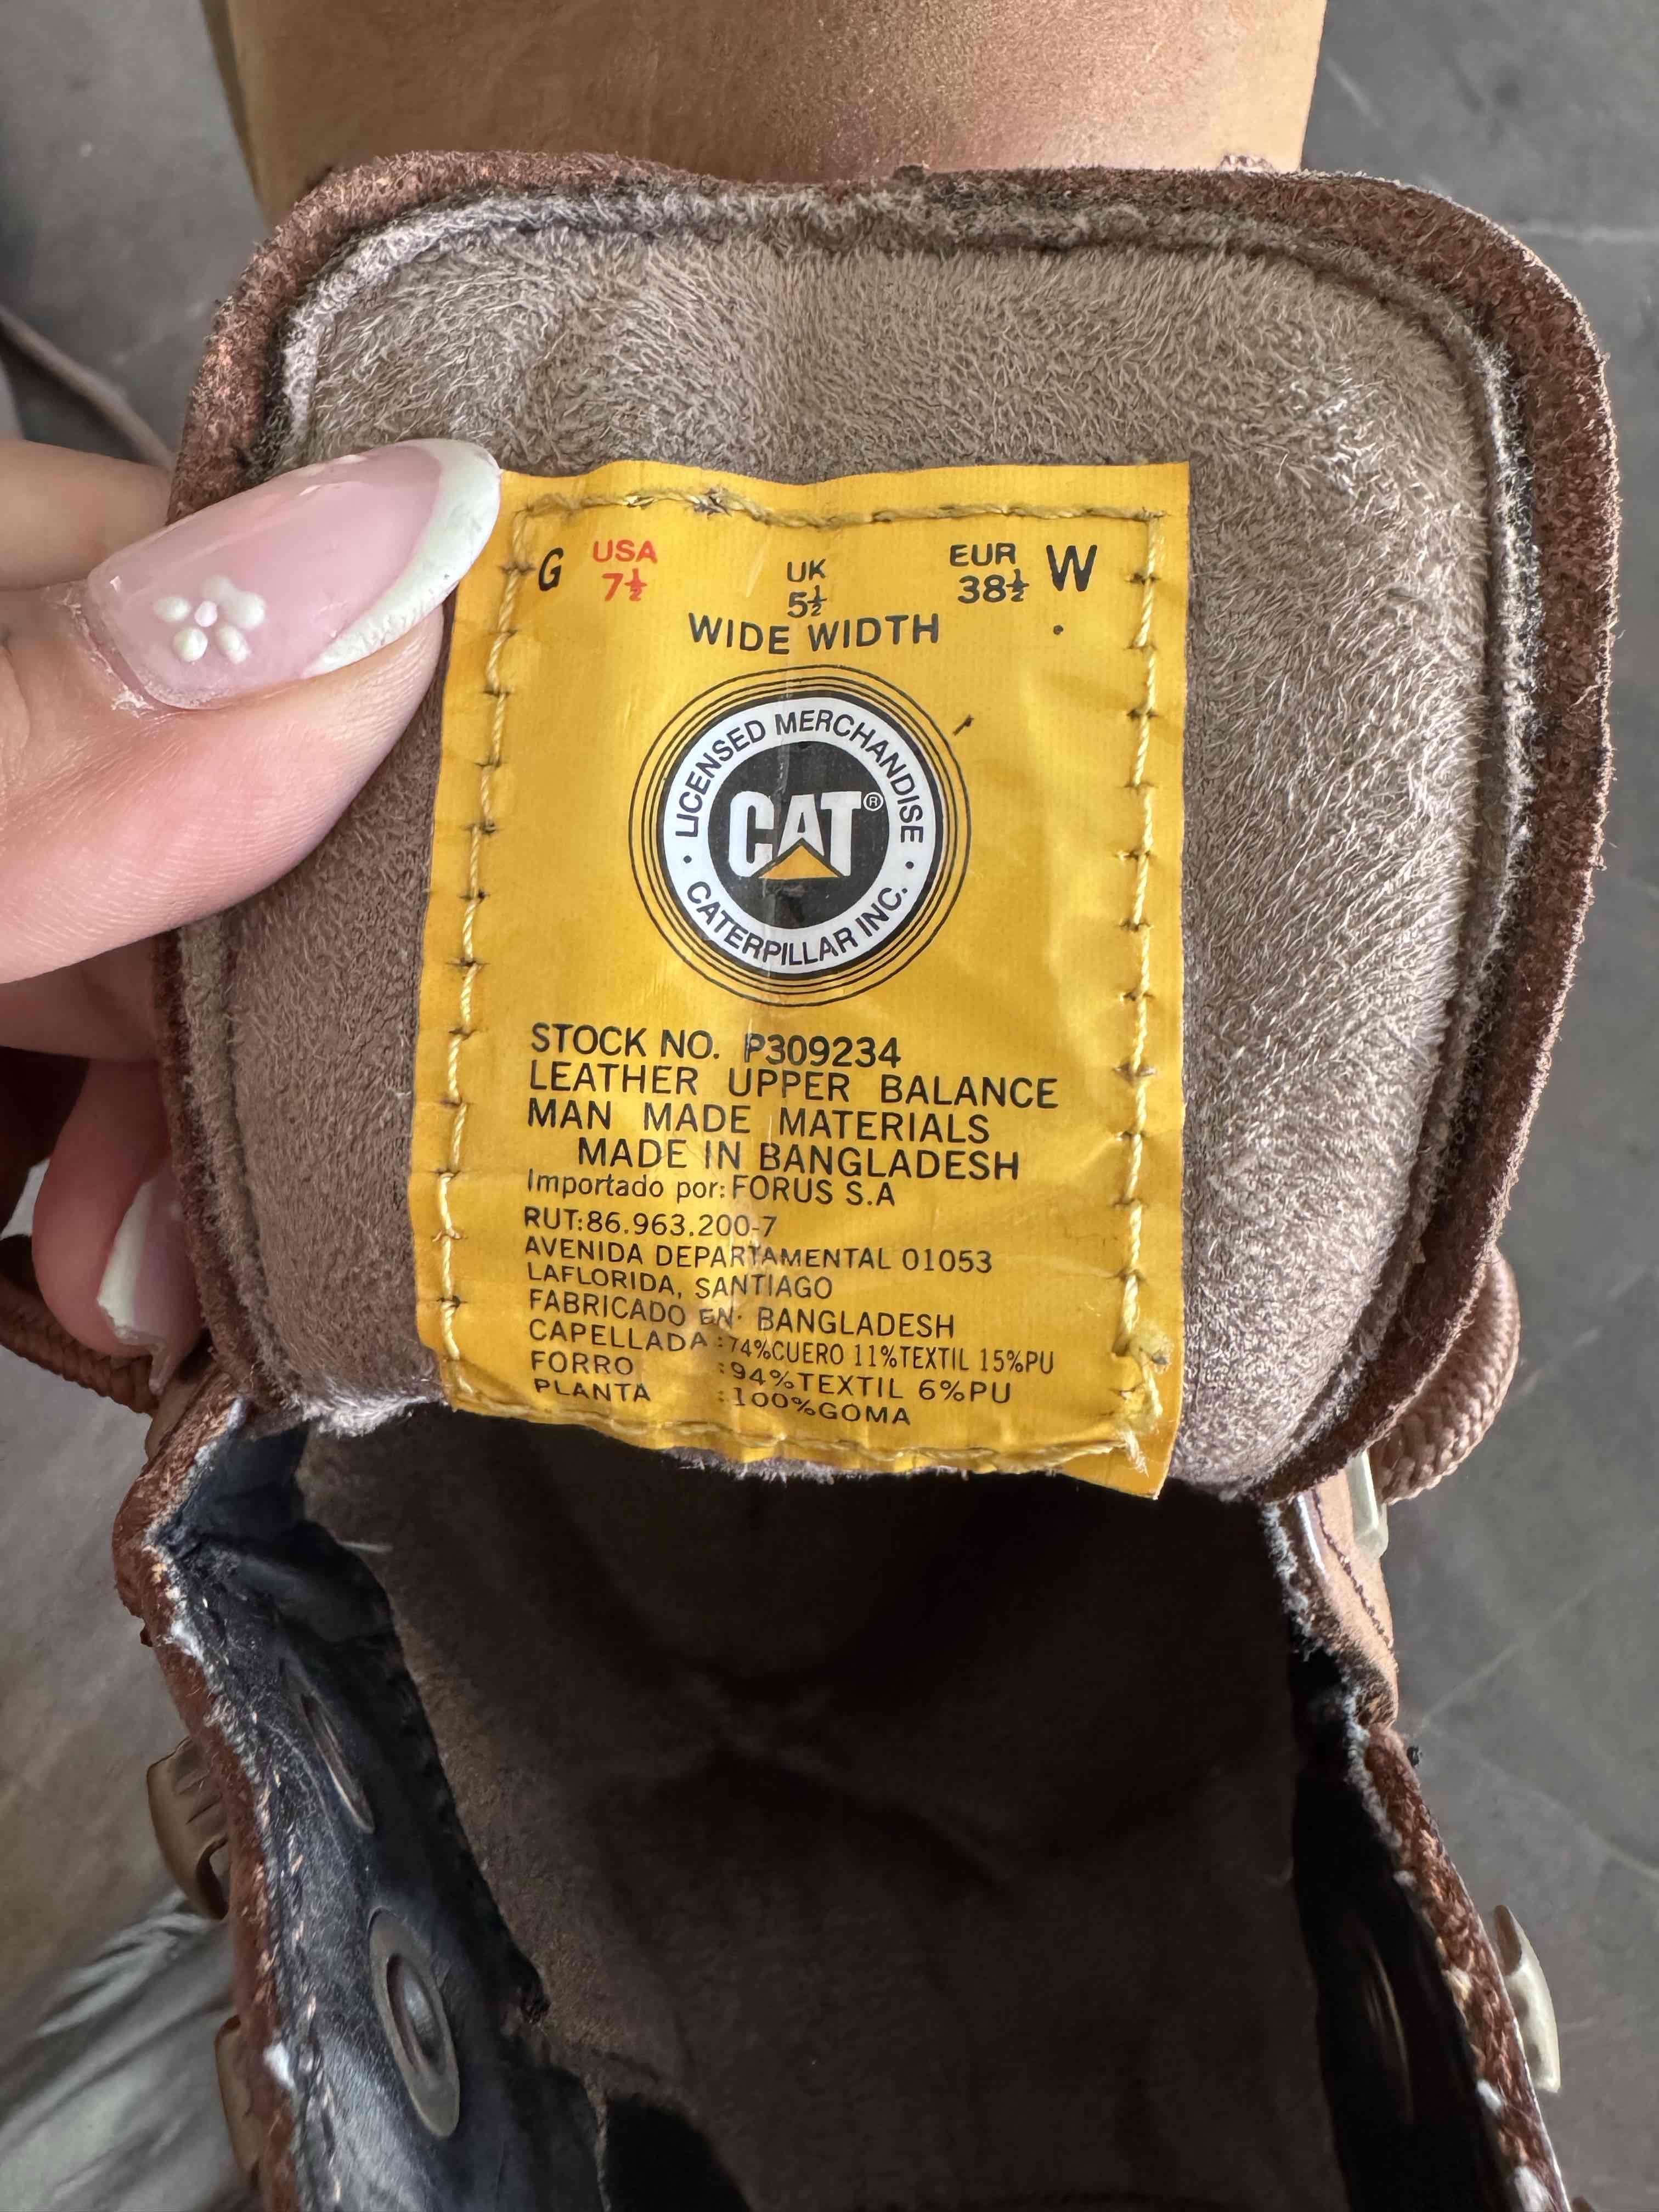 G USA UK EUR W
7½ 5½ 38½
WIDE WIDTH
LICENSED MERCHANDISE
CAT®
CATERPILLAR INC.
STOCK NO. P309234
LEATHER UPPER BALANCE
MAN MADE MATERIALS
MADE IN BANGLADESH
Importado por: FORUS S.A
RUT:86.963.200-7
AVENIDA DEPARTAMENTAL 01053
LAFLORIDA, SANTIAGO
FABRICADO EN: BANGLADESH
CAPELLADA :74%CUERO 11%TEXTIL 15%PU
FORRO :94%TEXTIL 6%PU
PLANTA :100%GOMA